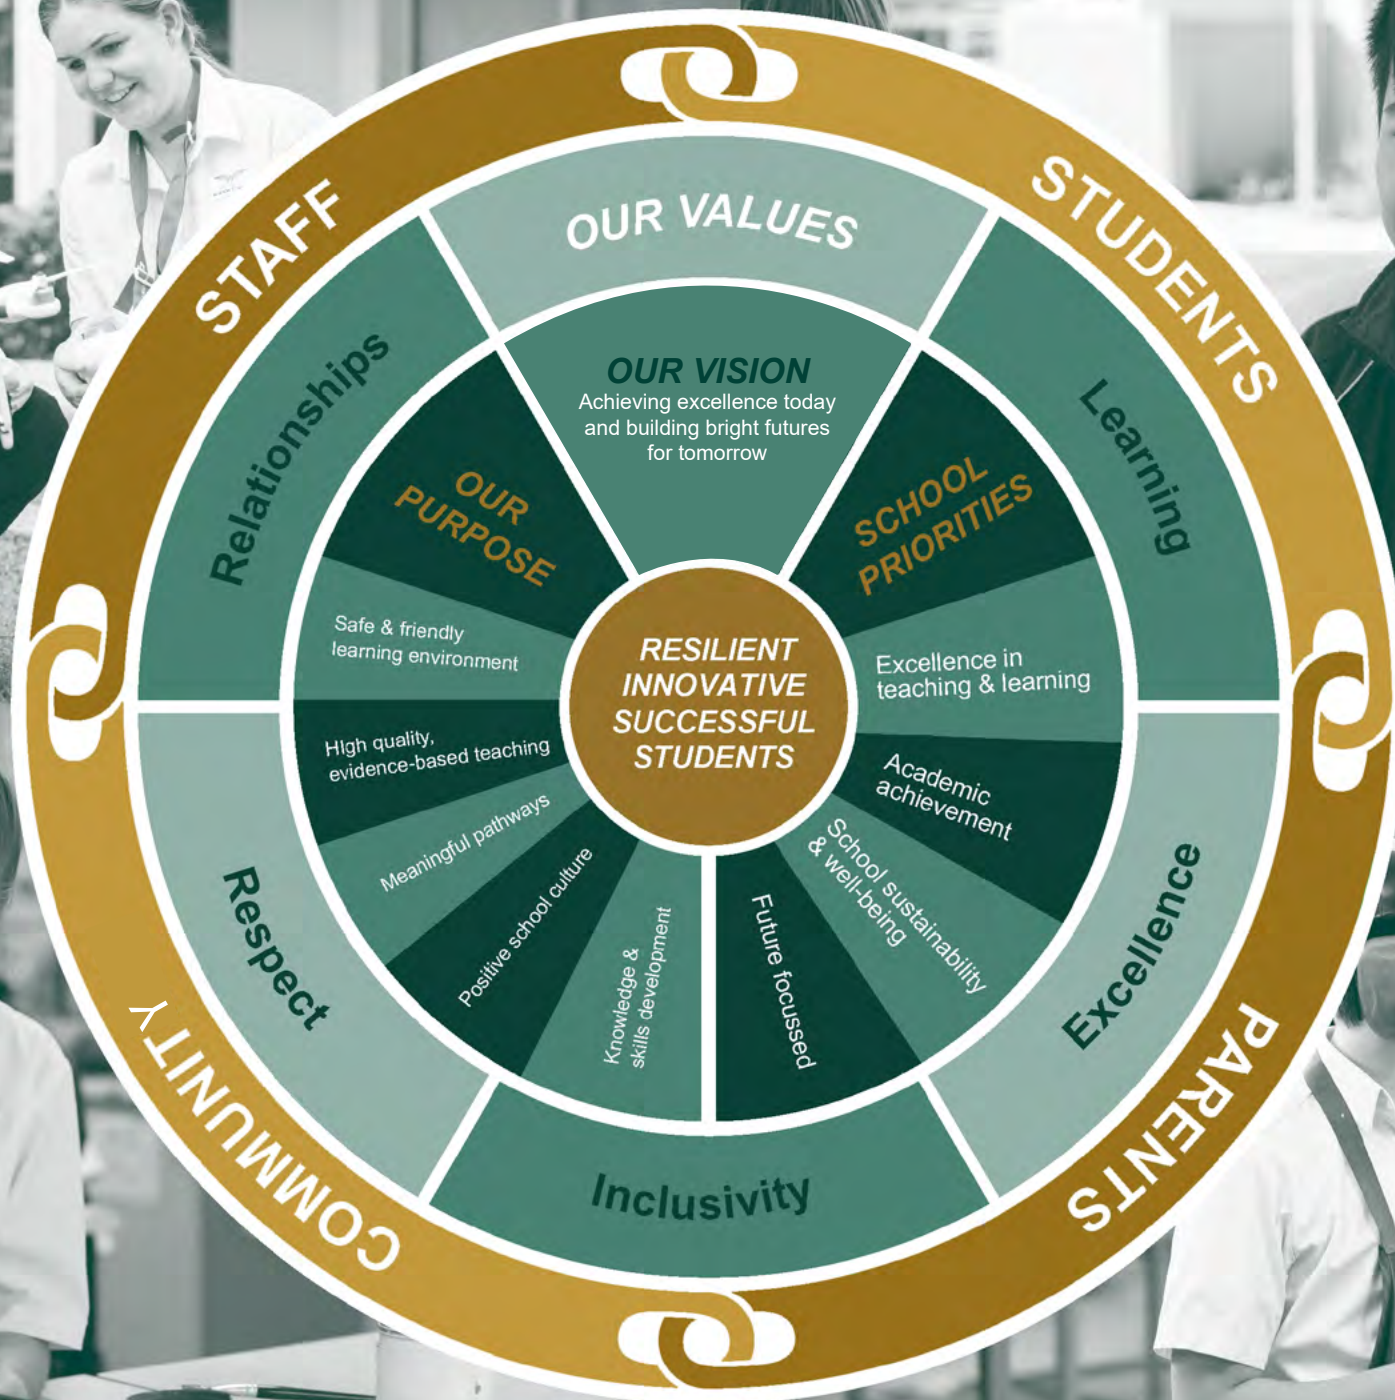 STAFF
STUDENTS
PARENTS
COMMUNITY
OUR VALUES
Learning
Excellence
Inclusivity
Respect
Relationships
OUR VISION
Achieving excellence today
and building bright futures
for tomorrow
SCHOOL
PRIORITIES
Excellence in
teaching & learning
Academic
achievement
School sustainability
& well-being
Future focussed
OUR
PURPOSE
Safe & friendly
learning environment
HIgh quality,
evidence-based teaching
Meaningful pathways
Positive school culture
Knowledge &
skills development
RESILIENT
INNOVATIVE
SUCCESSFUL
STUDENTS